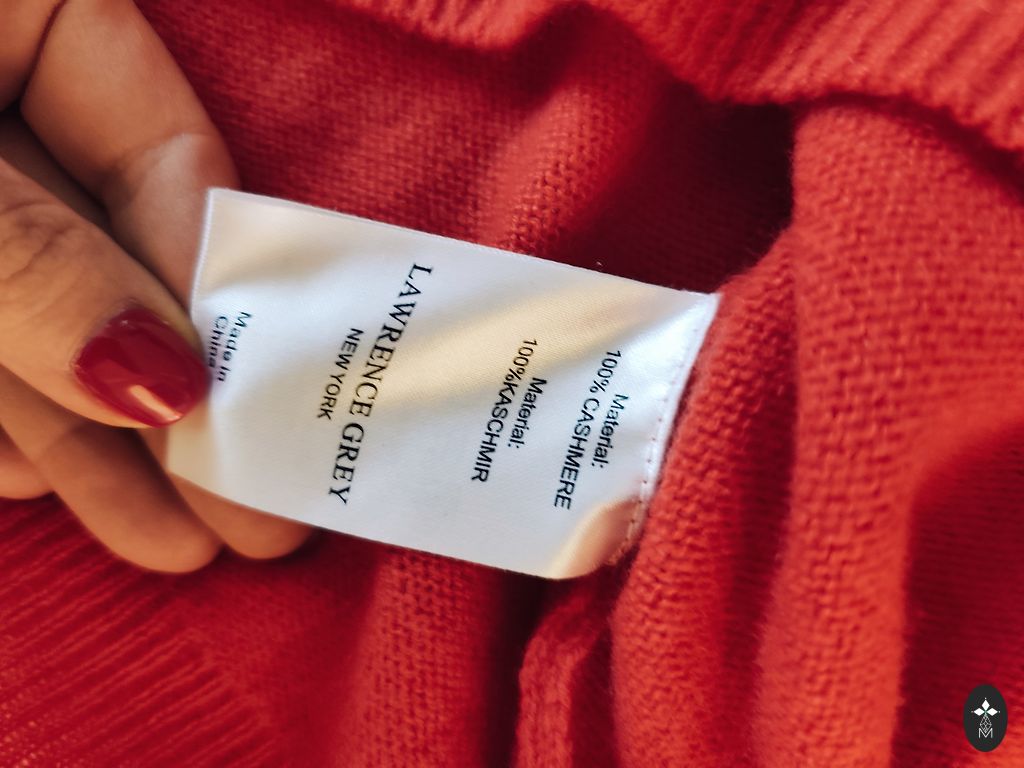 Material:
100% CASHMERE
Material:
100%KASCHMIR
LAWRENCE GREY
NEW YORK
Made in
China
M